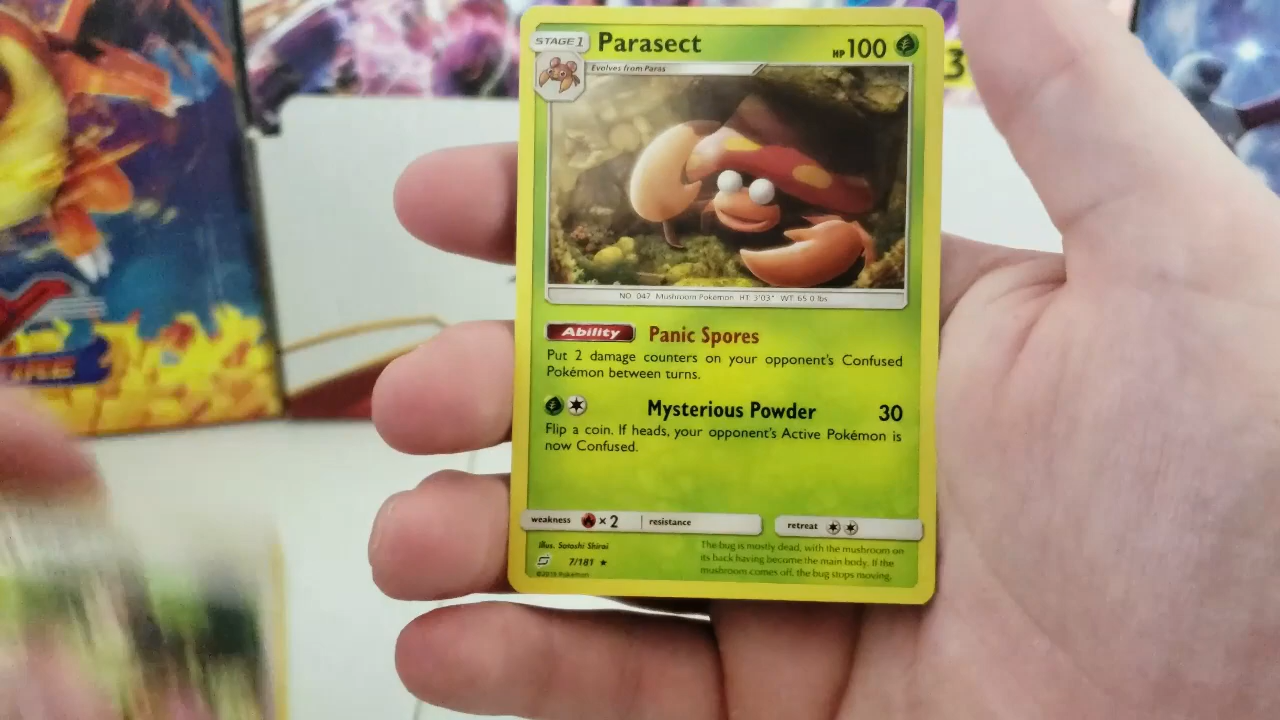 STAGE 1 Parasect HP 100
Evolves from Paras
NO. 047 Mushroom Pokémon HT: 3'03" WT: 65.0 lbs
Ability Panic Spores
Put 2 damage counters on your opponent's Confused
Pokémon between turns.
Mysterious Powder 30
Flip a coin. If heads, your opponent's Active Pokémon is
now Confused.
weakness ×2 resistance retreat
Illus. Satoshi Shirai
7/181 ★
©2019 Pokémon
The bug is mostly dead, with the mushroom on
its back having become the main body. If the
mushroom comes off, the bug stops moving.
3